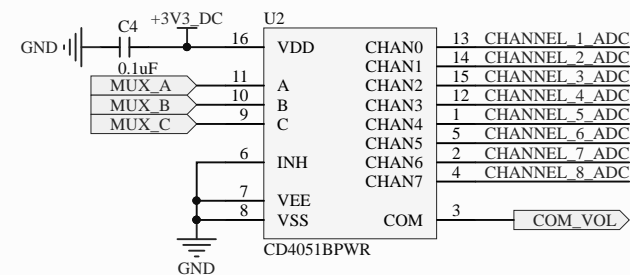 +3V3_DC
U2
C4
GND
0.1uF
16 VDD CHAN0 13 CHANNEL_1_ADC
CHAN1 14 CHANNEL_2_ADC
MUX_A 11 A CHAN2 15 CHANNEL_3_ADC
MUX_B 10 B CHAN3 12 CHANNEL_4_ADC
MUX_C 9 C CHAN4 1 CHANNEL_5_ADC
CHAN5 5 CHANNEL_6_ADC
6 INH CHAN6 2 CHANNEL_7_ADC
CHAN7 4 CHANNEL_8_ADC
7 VEE
8 VSS COM 3 COM_VOL
CD4051BPWR
GND